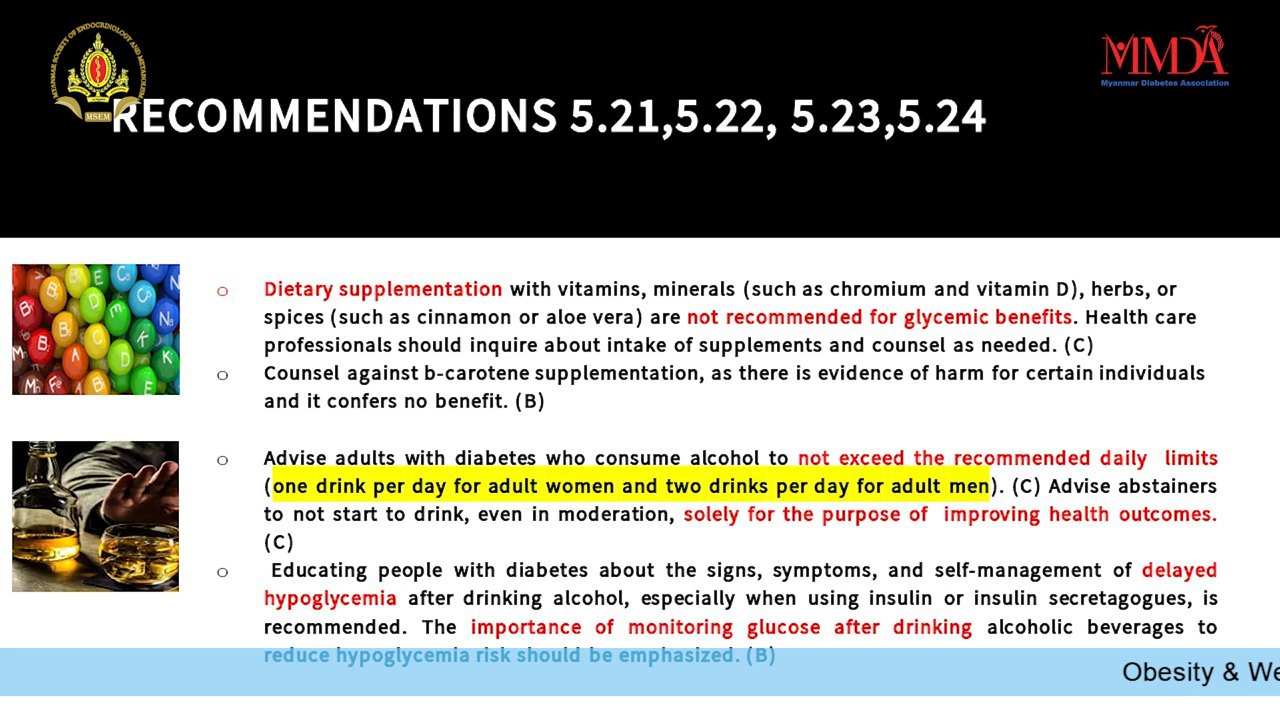 MYANMAR SOCIETY OF ENDOCRINOLOGY AND METABOLISM
MSEM
MMDA
Myanmar Diabetes Association
RECOMMENDATIONS 5.21,5.22, 5.23,5.24
Dietary supplementation with vitamins, minerals (such as chromium and vitamin D), herbs, or
spices (such as cinnamon or aloe vera) are not recommended for glycemic benefits. Health care
professionals should inquire about intake of supplements and counsel as needed. (C)
Counsel against b-carotene supplementation, as there is evidence of harm for certain individuals
and it confers no benefit. (B)
Advise adults with diabetes who consume alcohol to not exceed the recommended daily limits
(one drink per day for adult women and two drinks per day for adult men). (C) Advise abstainers
to not start to drink, even in moderation, solely for the purpose of improving health outcomes.
(C)
Educating people with diabetes about the signs, symptoms, and self-management of delayed
hypoglycemia after drinking alcohol, especially when using insulin or insulin secretagogues, is
recommended. The importance of monitoring glucose after drinking alcoholic beverages to
reduce hypoglycemia risk should be emphasized. (B)
Obesity & We